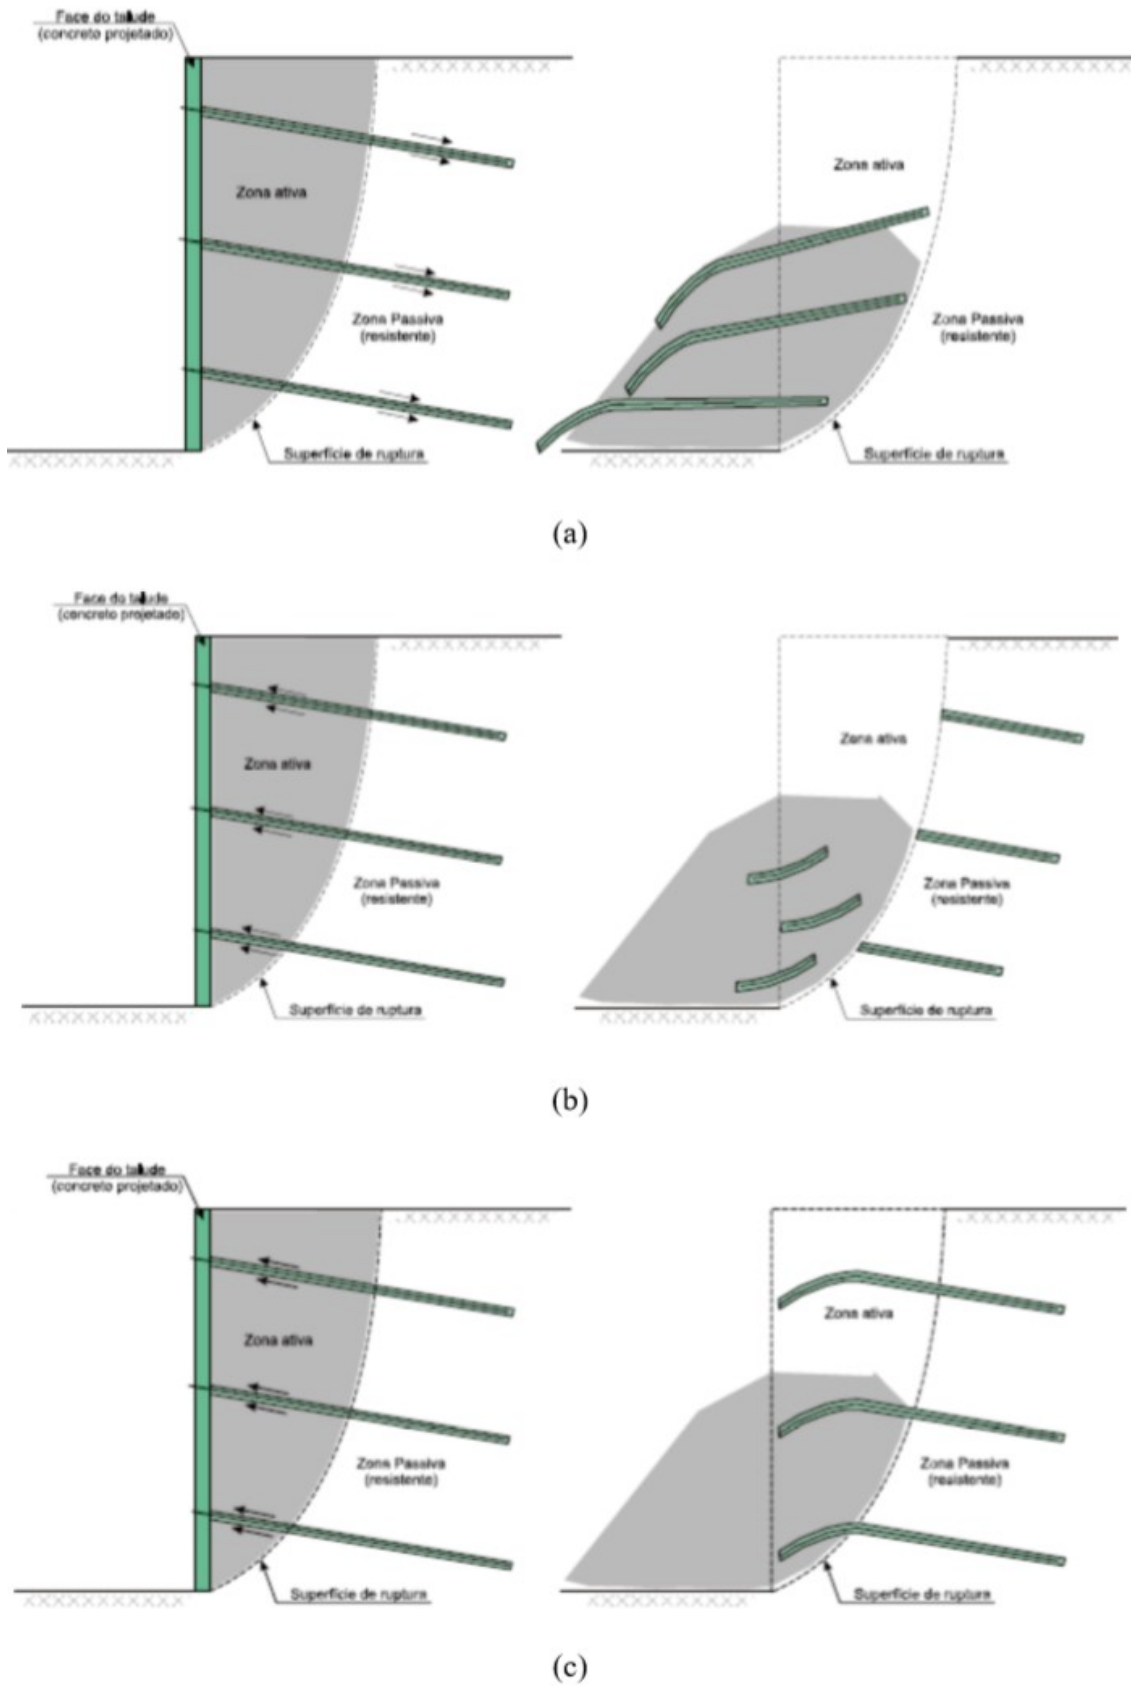 Face do talude
(concreto projetado)
Zona ativa
Zona Passiva
(resistente)
Superfície de ruptura
Zona ativa
Zona Passiva
(resistente)
Superfície de ruptura
(a)
Face do talude
(concreto projetado)
Zona ativa
Zona Passiva
(resistente)
Superfície de ruptura
Zona ativa
Zona Passiva
(resistente)
Superfície de ruptura
(b)
Face do talude
(concreto projetado)
Zona ativa
Zona Passiva
(resistente)
Superfície de ruptura
Zona ativa
Zona Passiva
(resistente)
Superfície de ruptura
(c)